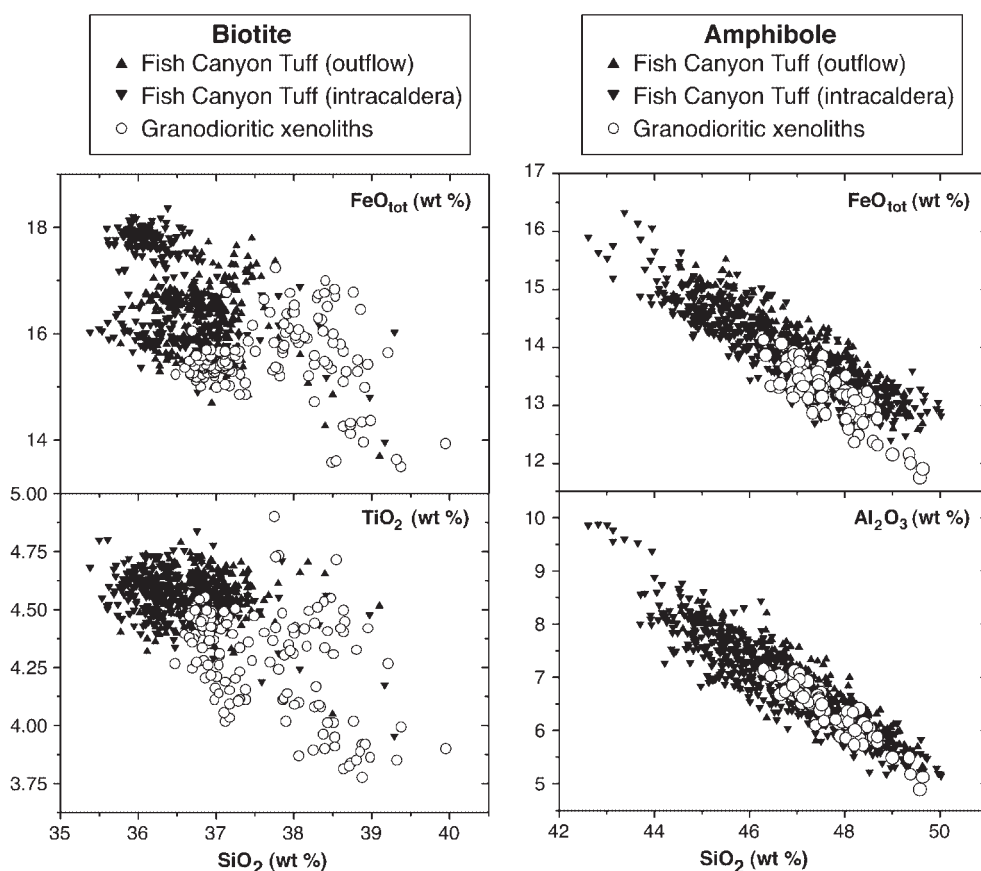 Biotite
▲ Fish Canyon Tuff (outflow)
▼ Fish Canyon Tuff (intracaldera)
○ Granodioritic xenoliths
Amphibole
▲ Fish Canyon Tuff (outflow)
▼ Fish Canyon Tuff (intracaldera)
○ Granodioritic xenoliths
FeO_tot (wt %)
18
16
14
5.00
TiO₂ (wt %)
4.75
4.50
4.25
4.00
3.75
35 36 37 38 39 40
SiO₂ (wt %)
17
FeO_tot (wt %)
16
15
14
13
12
Al₂O₃ (wt %)
10
9
8
7
6
5
42 44 46 48 50
SiO₂ (wt %)